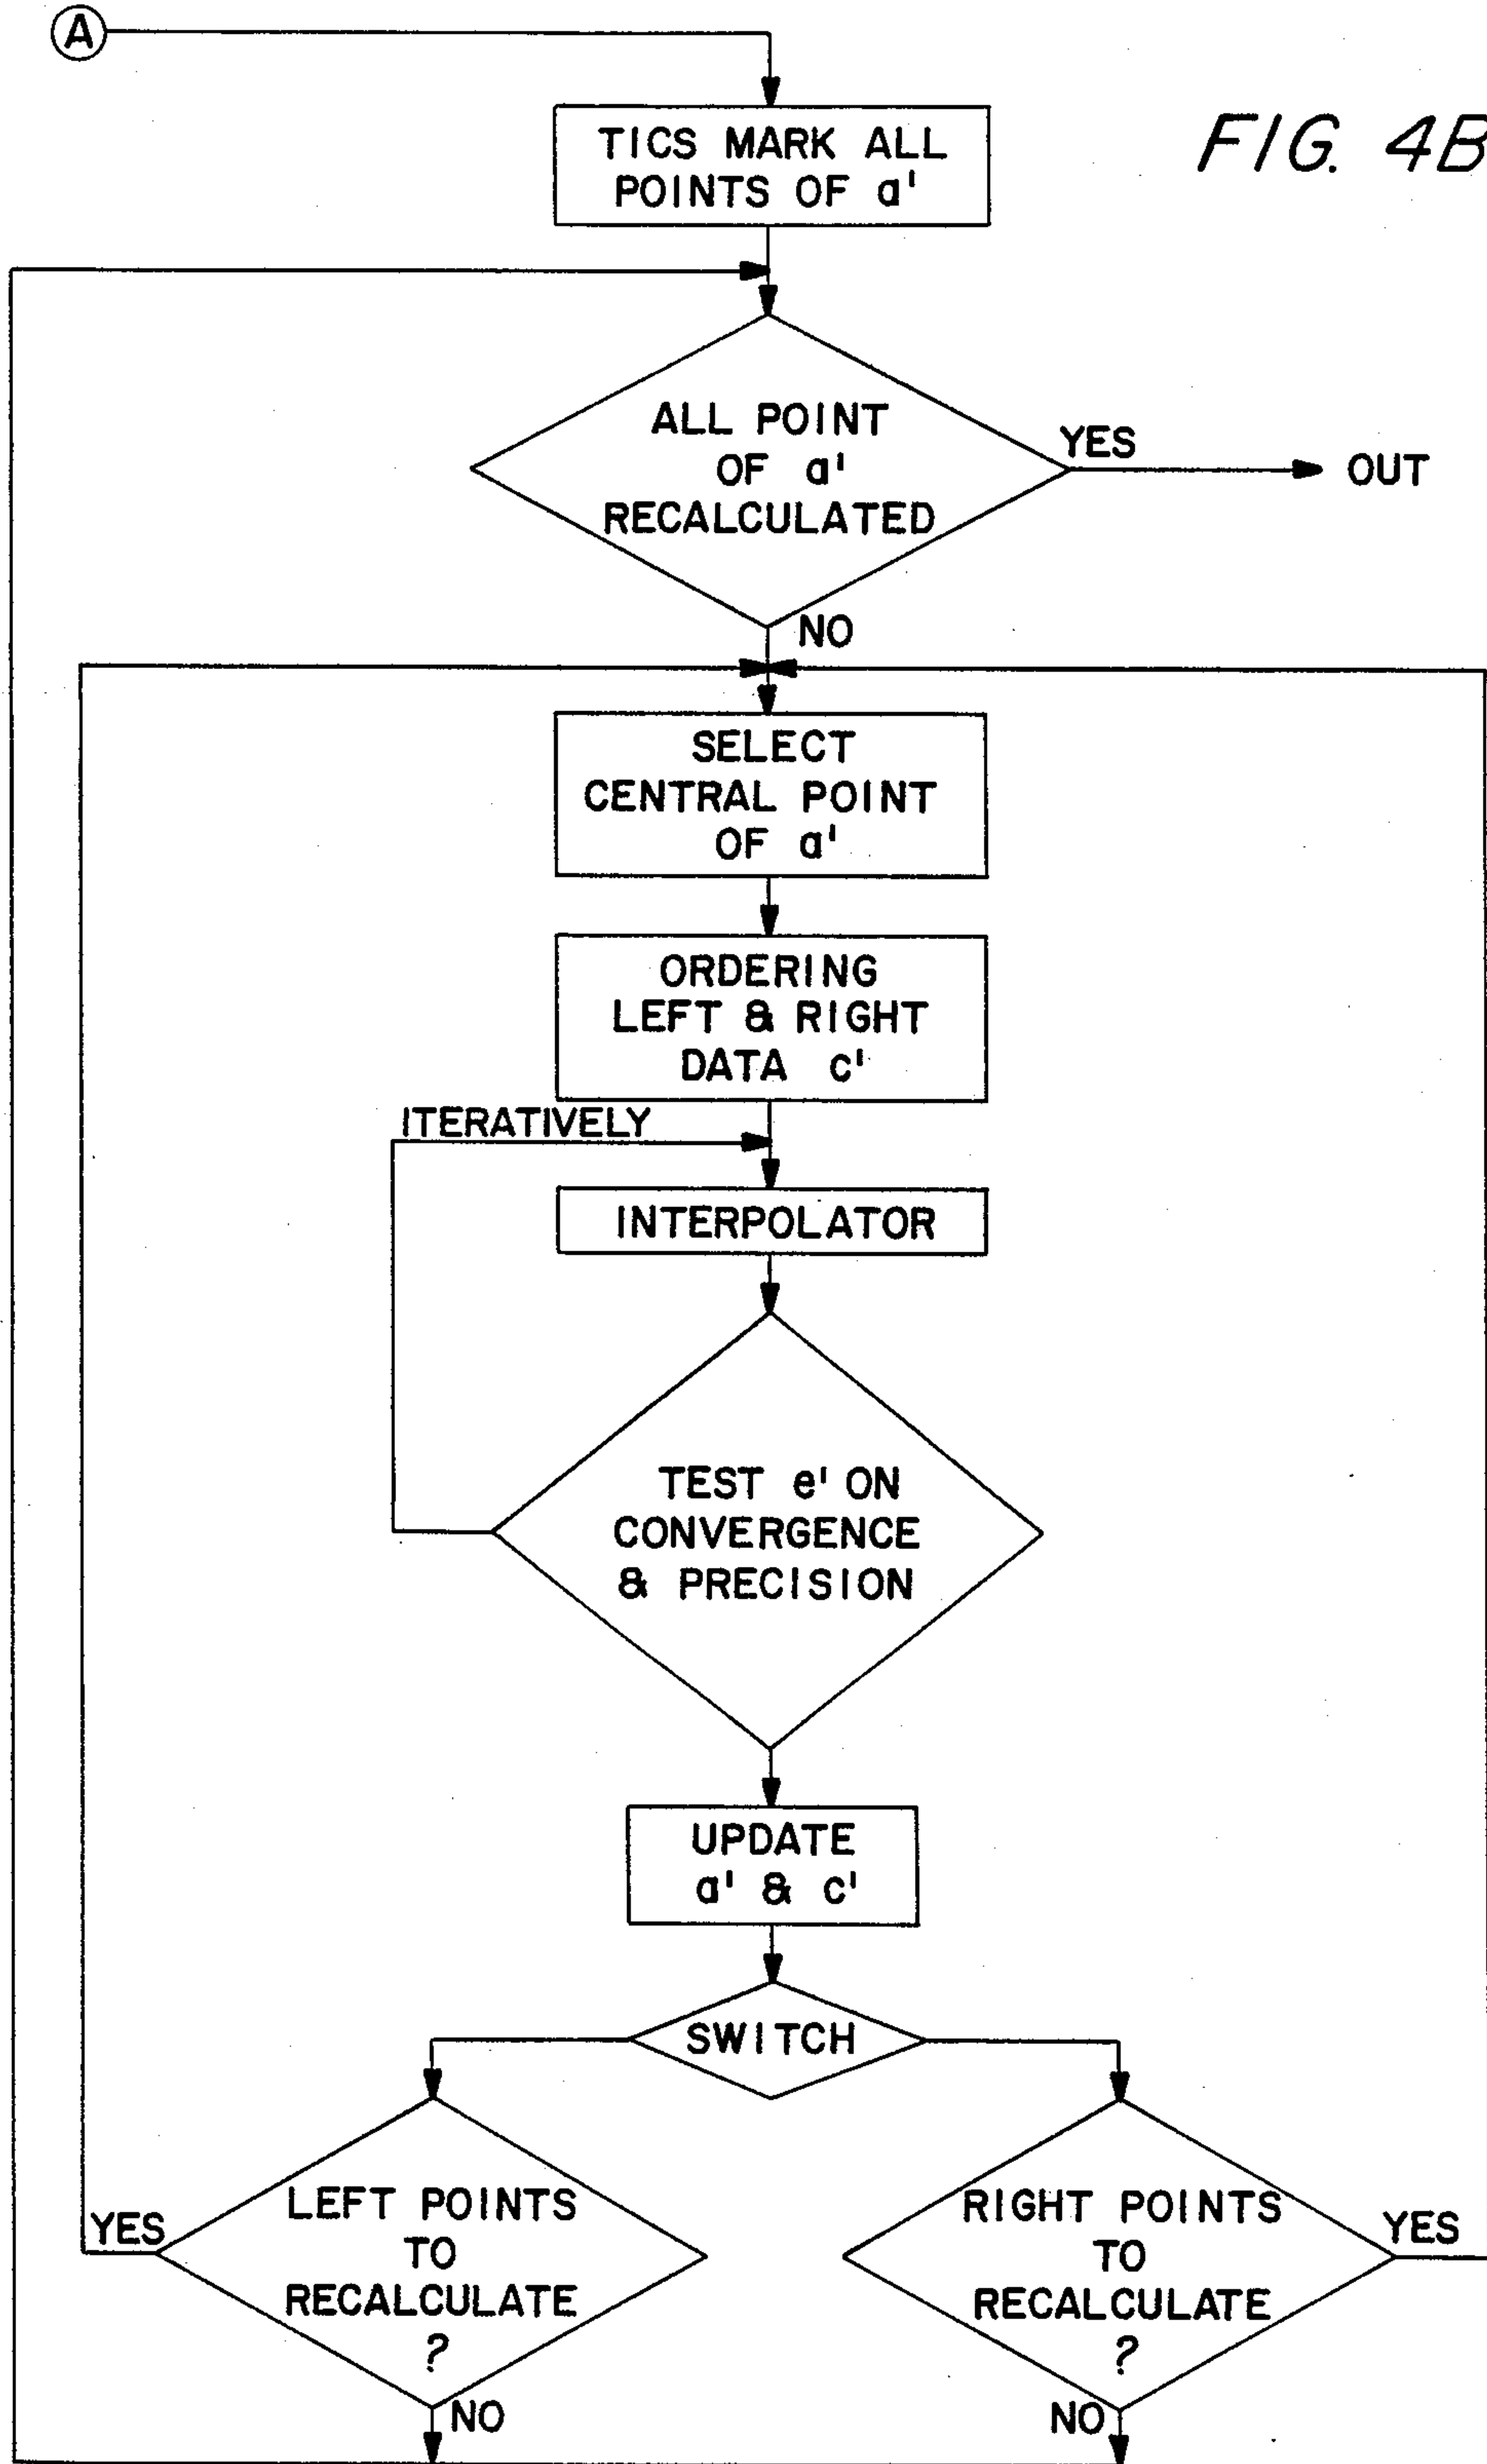 A
FIG. 4B
TICS MARK ALL
POINTS OF a'
ALL POINT
OF a'
RECALCULATED
YES
OUT
NO
SELECT
CENTRAL POINT
OF a'
ORDERING
LEFT & RIGHT
DATA c'
ITERATIVELY
INTERPOLATOR
TEST e' ON
CONVERGENCE
& PRECISION
UPDATE
a' & c'
SWITCH
LEFT POINTS
TO
RECALCULATE
?
YES
NO
RIGHT POINTS
TO
RECALCULATE
?
YES
NO